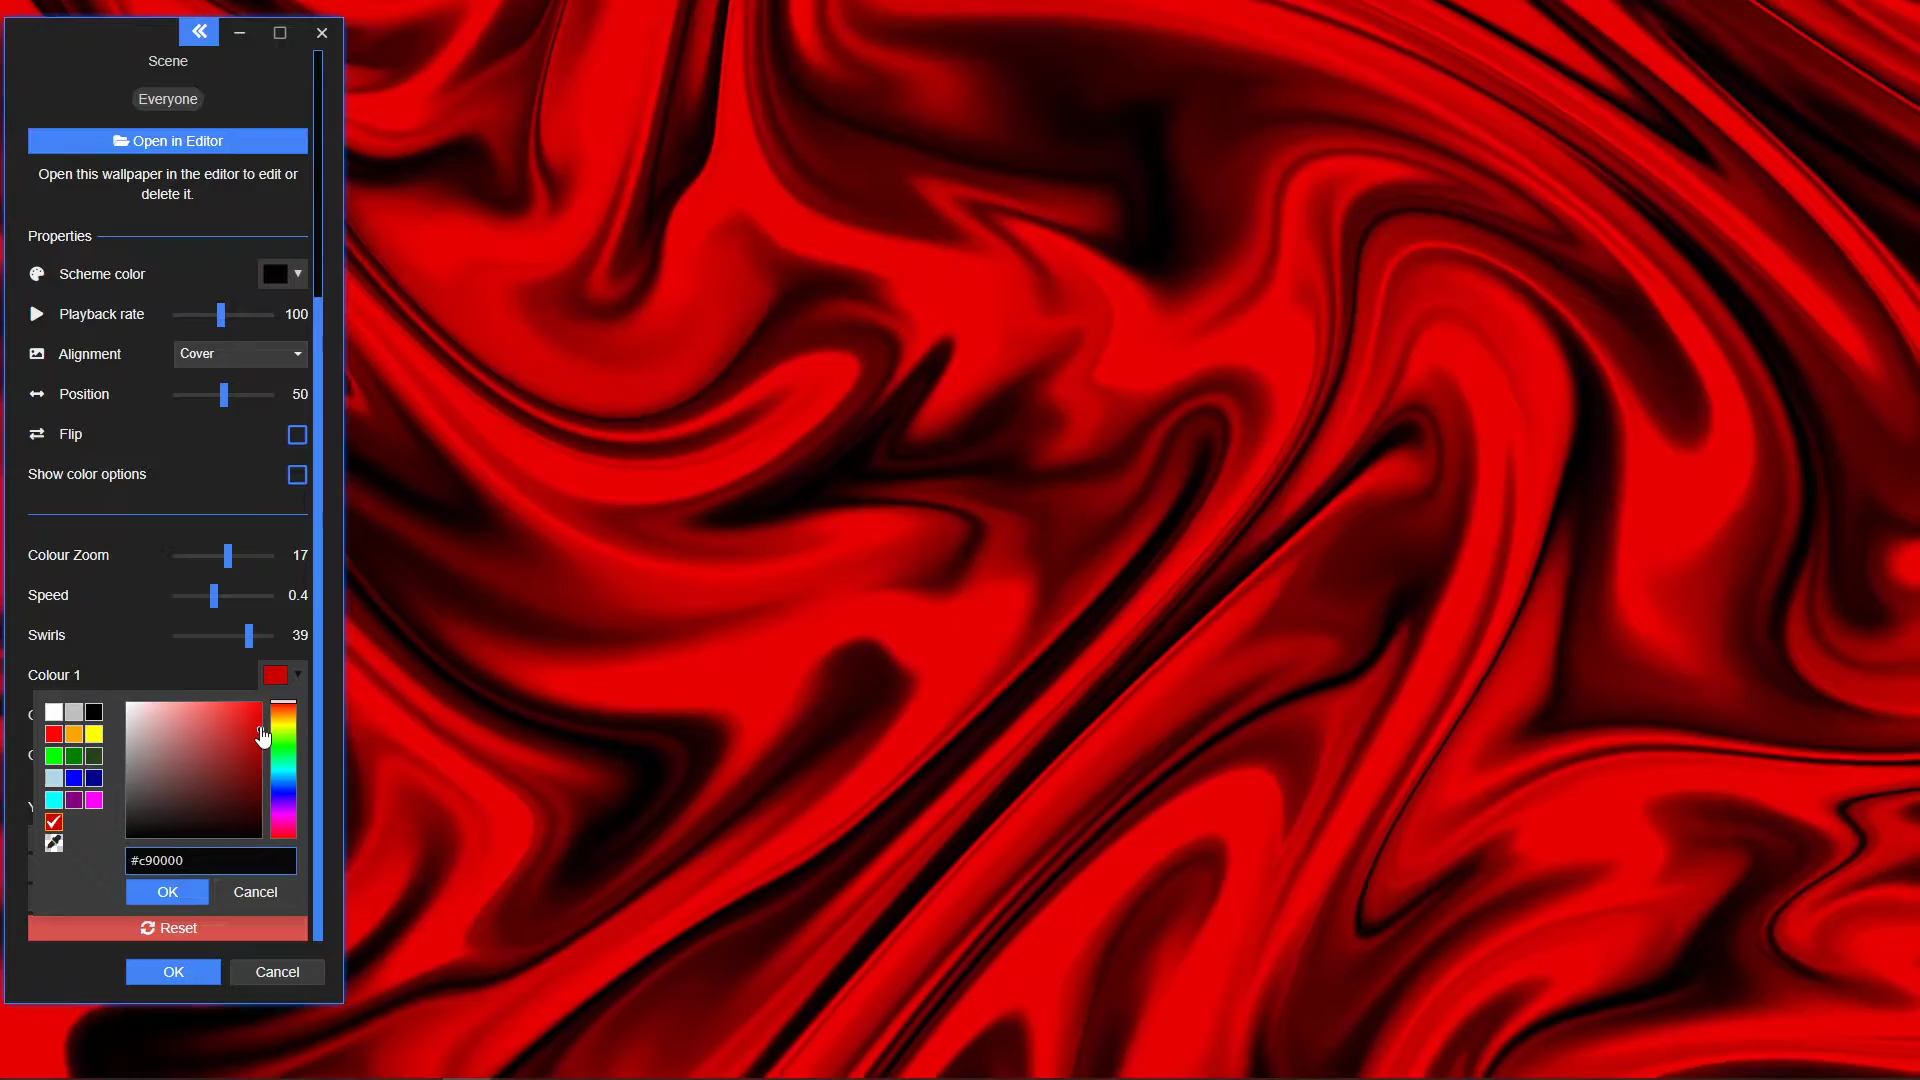 Scene
Everyone
Open in Editor
Open this wallpaper in the editor to edit or
delete it.
Properties
Scheme color
Playback rate 100
Alignment Cover
Position 50
Flip
Show color options
Colour Zoom 17
Speed 0.4
Swirls 39
Colour 1
#c90000
OK Cancel
Reset
OK Cancel